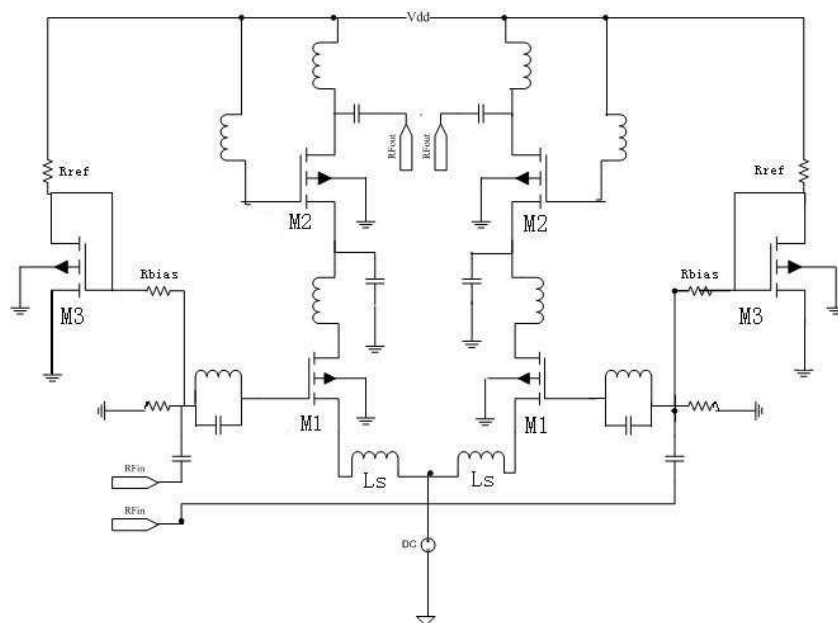 Vdd
RFout
RFout
Rref
Rref
M2
M2
Rbias
Rbias
M3
M3
M1
M1
RFin
Ls
Ls
RFin
DC